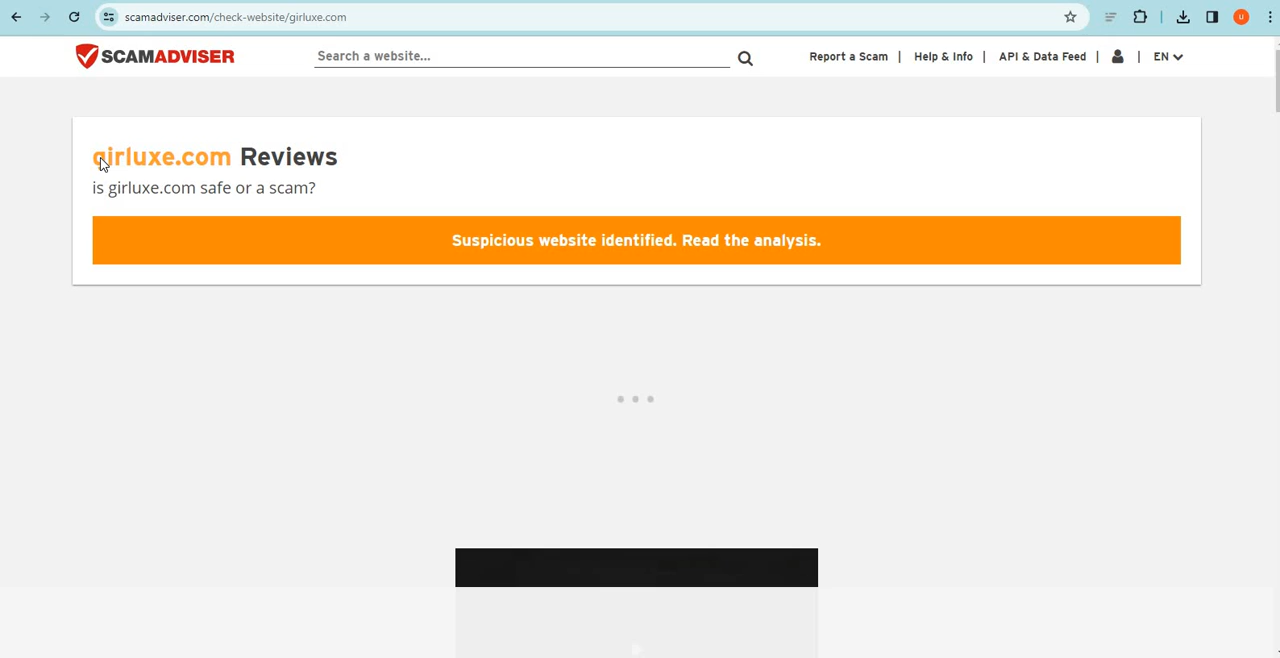 scamadviser.com/check-website/girluxe.com
u
SCAMADVISER
Search a website...
Report a Scam | Help & Info | API & Data Feed | | EN
girluxe.com Reviews
is girluxe.com safe or a scam?
Suspicious website identified. Read the analysis.